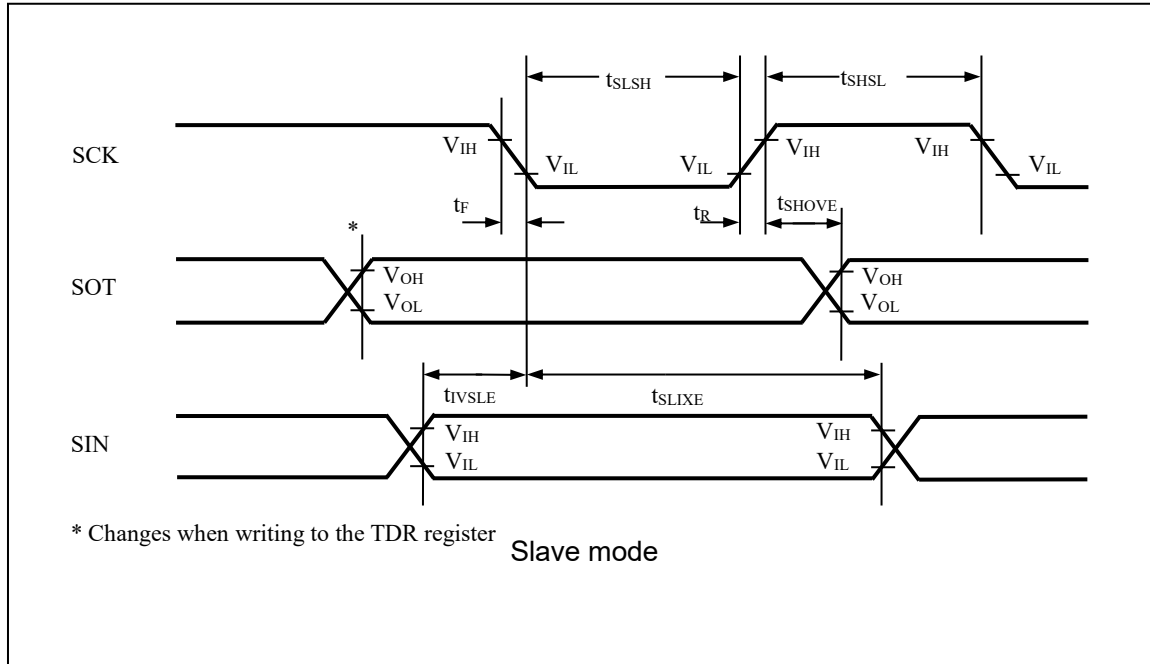 tSLSH
tSHSL
SCK
VIH
VIL
VIL
VIH
VIH
VIL
tF
tR
tSHOVE
*
SOT
VOH
VOL
VOH
VOL
tIVSLE
tSLIXE
SIN
VIH
VIL
VIH
VIL
* Changes when writing to the TDR register
Slave mode